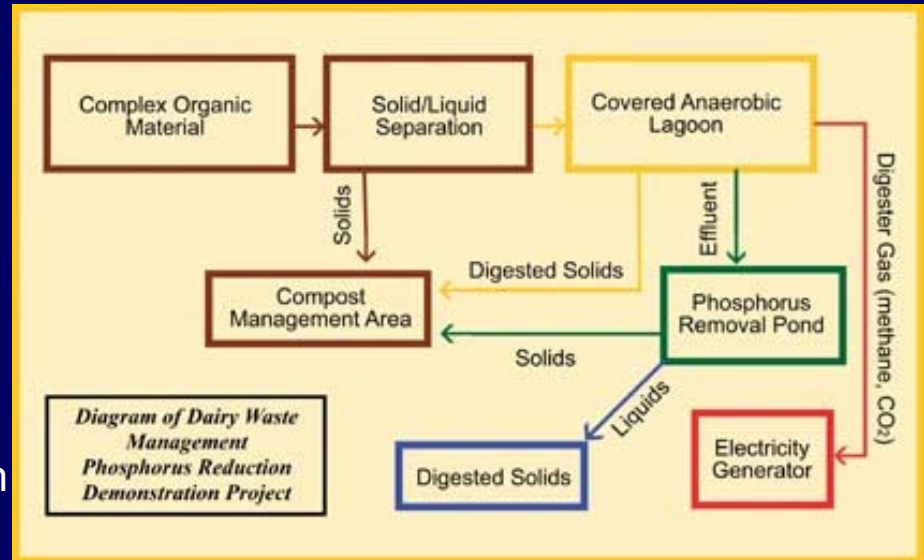 Complex Organic
Material
Solid/Liquid
Separation
Covered Anaerobic
Lagoon
Solids
Digested Solids
Effluent
Digester Gas (methane, CO₂)
Compost
Management Area
Phosphorus
Removal Pond
Solids
Liquids
Diagram of Dairy Waste
Management
Phosphorus Reduction
Demonstration Project
Digested Solids
Electricity
Generator